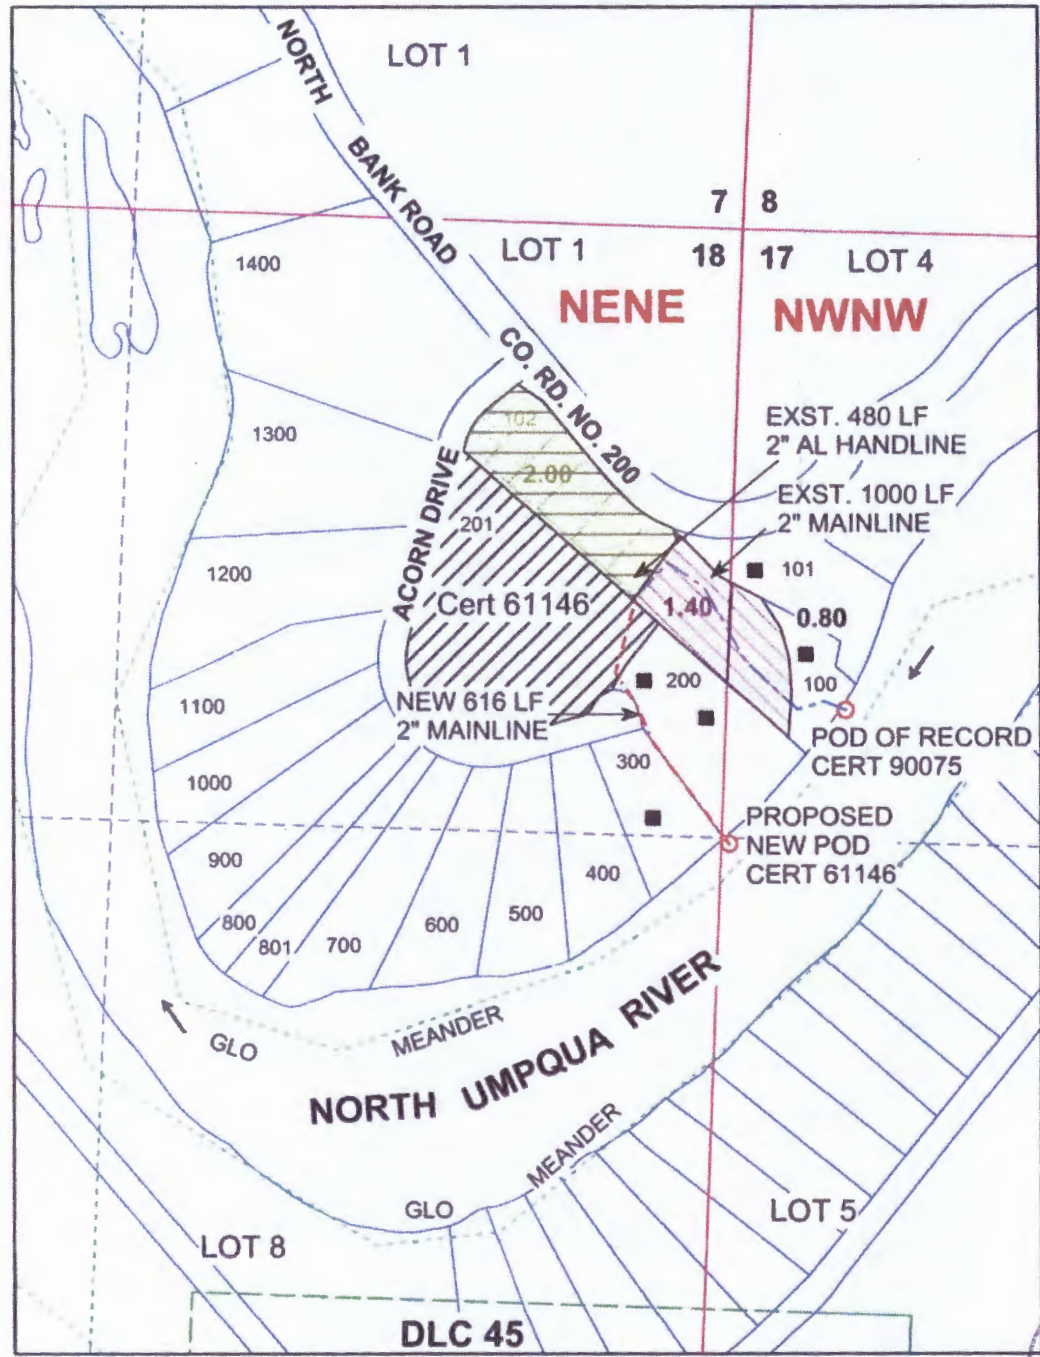 LOT 1
NORTH BANK ROAD
CO. RD. NO. 200
7 8
LOT 1
18 17
LOT 4
NENE
NWNW
1400
1300
1200
1100
1000
900
800
801
700
600
500
400
300
102
2.00
EXST. 480 LF
2" AL HANDLINE
EXST. 1000 LF
2" MAINLINE
ACORN DRIVE
201
Cert 61146
1.40
101
0.80
100
200
NEW 616 LF
2" MAINLINE
POD OF RECORD
CERT 90075
PROPOSED
NEW POD
CERT 61146
GLO
MEANDER
NORTH UMPQUA RIVER
MEANDER
GLO
LOT 5
LOT 8
DLC 45